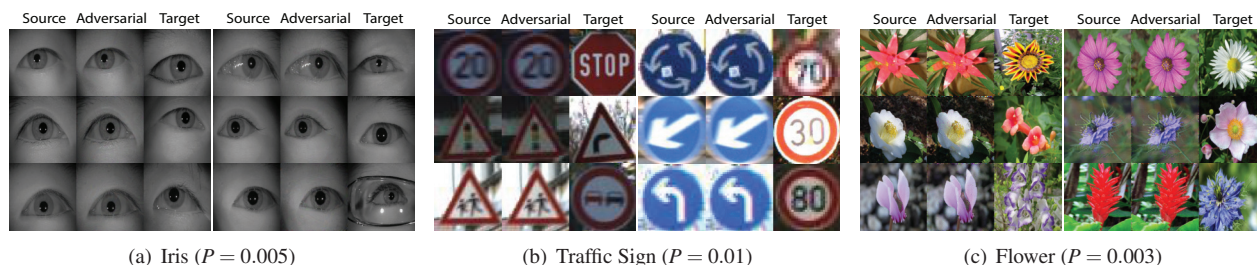 Source Adversarial Target Source Adversarial Target
Source Adversarial Target Source Adversarial Target
Source Adversarial Target Source Adversarial Target
20 20 STOP 70
30
80
(a) Iris (P = 0.005)
(b) Traffic Sign (P = 0.01)
(c) Flower (P = 0.003)